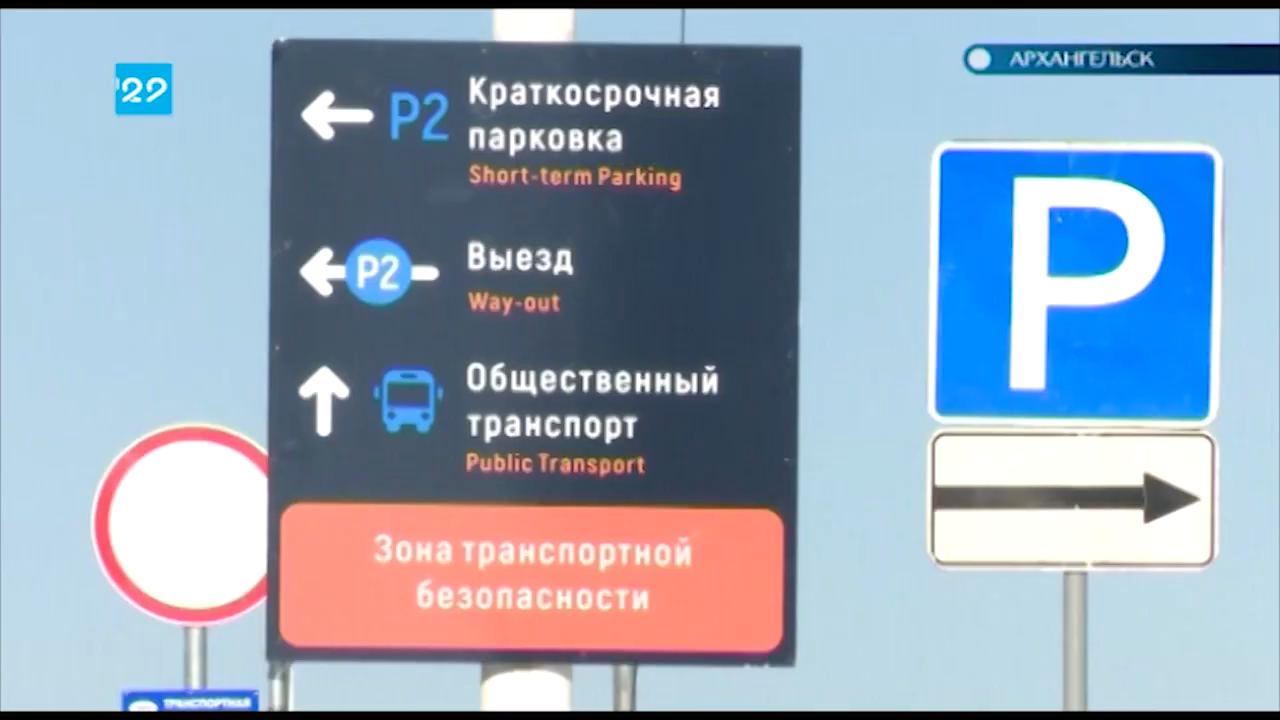 '29
АРХАНГЕЛЬСК
P2
Краткосрочная
парковка
Short-term Parking
P2
Выезд
Way-out
Общественный
транспорт
Public Transport
Зона транспортной
безопасности
P
ТРАНСПОРТНАЯ